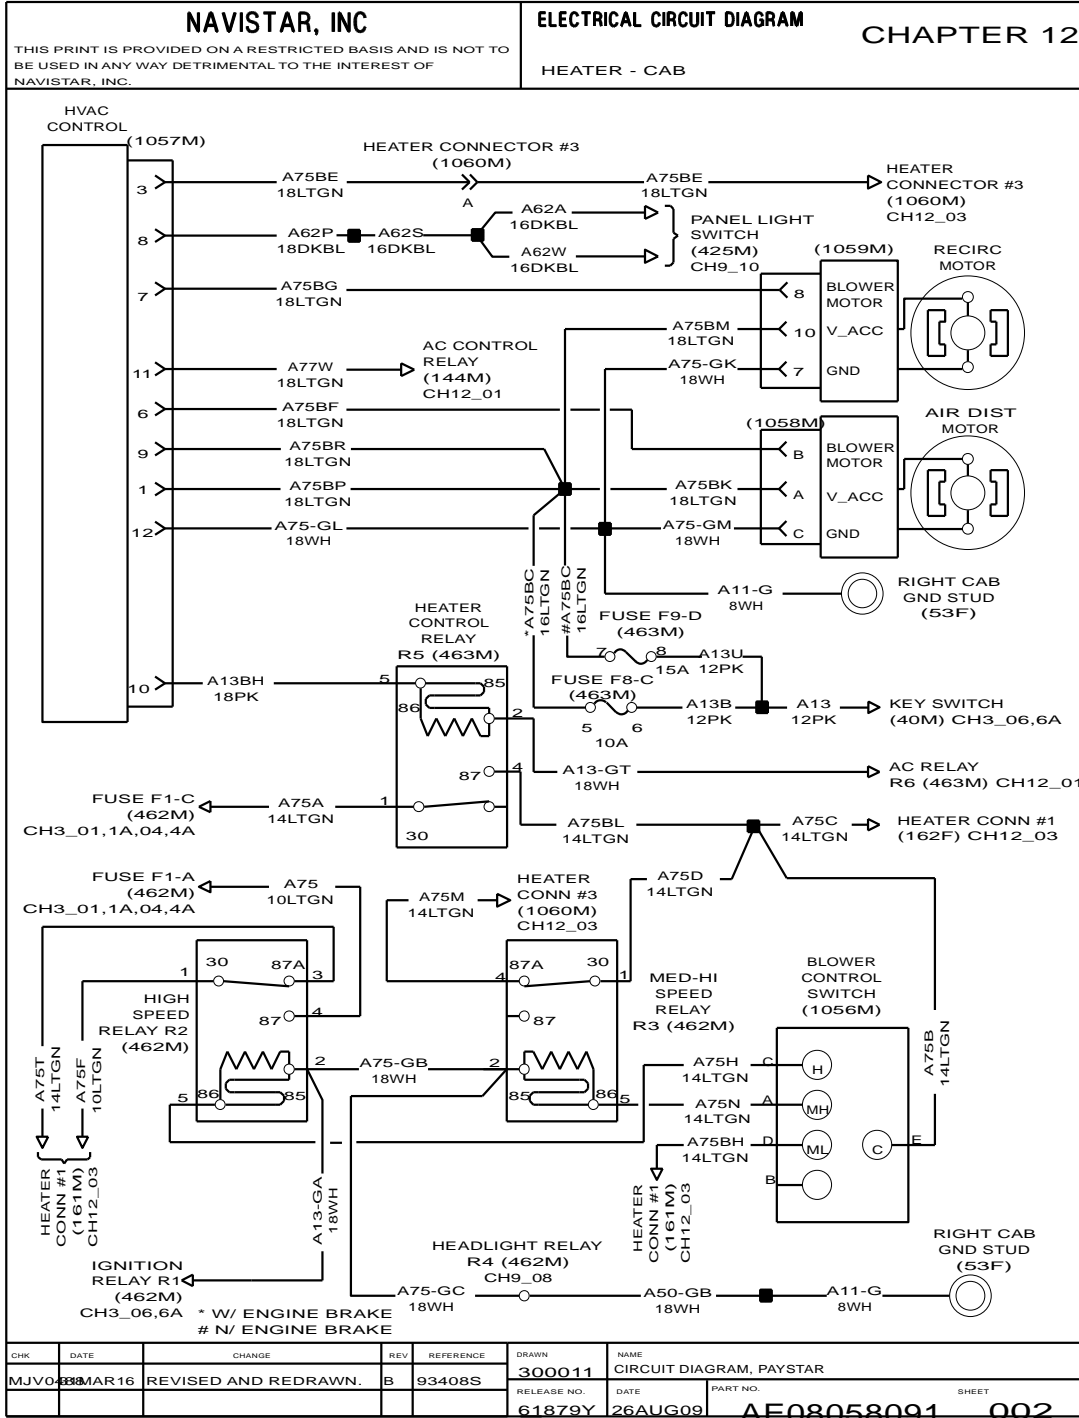 NAVISTAR, INC
THIS PRINT IS PROVIDED ON A RESTRICTED BASIS AND IS NOT TO
BE USED IN ANY WAY DETRIMENTAL TO THE INTEREST OF
NAVISTAR, INC.
ELECTRICAL CIRCUIT DIAGRAM
HEATER - CAB
CHAPTER 12
HVAC
CONTROL
(1057M)
HEATER CONNECTOR #3
(1060M)
3
A75BE
18LTGN
A
A75BE
18LTGN
HEATER
CONNECTOR #3
(1060M)
CH12_03
8
A62P
18DKBL
A62S
16DKBL
A62A
16DKBL
A62W
16DKBL
PANEL LIGHT
SWITCH
(425M)
CH9_10
(1059M)
RECIRC
MOTOR
7
A75BG
18LTGN
8
BLOWER
MOTOR
A75BM
18LTGN
10
V_ACC
A75-GK
18WH
7
GND
11
A77W
18LTGN
AC CONTROL
RELAY
(144M)
CH12_01
6
A75BF
18LTGN
(1058M)
AIR DIST
MOTOR
9
A75BR
18LTGN
B
BLOWER
MOTOR
1
A75BP
18LTGN
A75BK
18LTGN
A
V_ACC
12
A75-GL
18WH
A75-GM
18WH
C
GND
*A75BC
16LTGN
#A75BC
16LTGN
A11-G
8WH
RIGHT CAB
GND STUD
(53F)
HEATER
CONTROL
RELAY
R5 (463M)
FUSE F9-D
(463M)
7
8
15A
A13U
12PK
10
A13BH
18PK
5
85
86
2
FUSE F8-C
(463M)
5
6
10A
A13B
12PK
A13
12PK
KEY SWITCH
(40M) CH3_06,6A
87
4
A13-GT
18WH
AC RELAY
R6 (463M) CH12_01
FUSE F1-C
(462M)
CH3_01,1A,04,4A
A75A
14LTGN
1
30
A75BL
14LTGN
A75C
14LTGN
HEATER CONN #1
(162F) CH12_03
FUSE F1-A
(462M)
CH3_01,1A,04,4A
A75
10LTGN
A75M
14LTGN
HEATER
CONN #3
(1060M)
CH12_03
A75D
14LTGN
1
30
87A
3
HIGH
SPEED
RELAY R2
(462M)
87
4
2
5
86
85
4
87A
30
1
87
2
85
86
5
MED-HI
SPEED
RELAY
R3 (462M)
BLOWER
CONTROL
SWITCH
(1056M)
A75B
14LTGN
A75T
14LTGN
A75F
10LTGN
A75-GB
18WH
A75H
14LTGN
C
H
A75N
14LTGN
A
MH
A75BH
14LTGN
D
ML
C
E
B
HEATER
CONN #1
(161M)
CH12_03
A13-GA
18WH
HEATER
CONN #1
(161M)
CH12_03
IGNITION
RELAY R1
(462M)
CH3_06,6A
HEADLIGHT RELAY
R4 (462M)
CH9_08
A75-GC
18WH
A50-GB
18WH
A11-G
8WH
RIGHT CAB
GND STUD
(53F)
* W/ ENGINE BRAKE
# N/ ENGINE BRAKE
CHK
DATE
CHANGE
REV
REFERENCE
DRAWN
300011
NAME
CIRCUIT DIAGRAM, PAYSTAR
REVISED AND REDRAWN.
B
93408S
RELEASE NO.
61879Y
DATE
26AUG09
PART NO.
AE08058091
SHEET
002